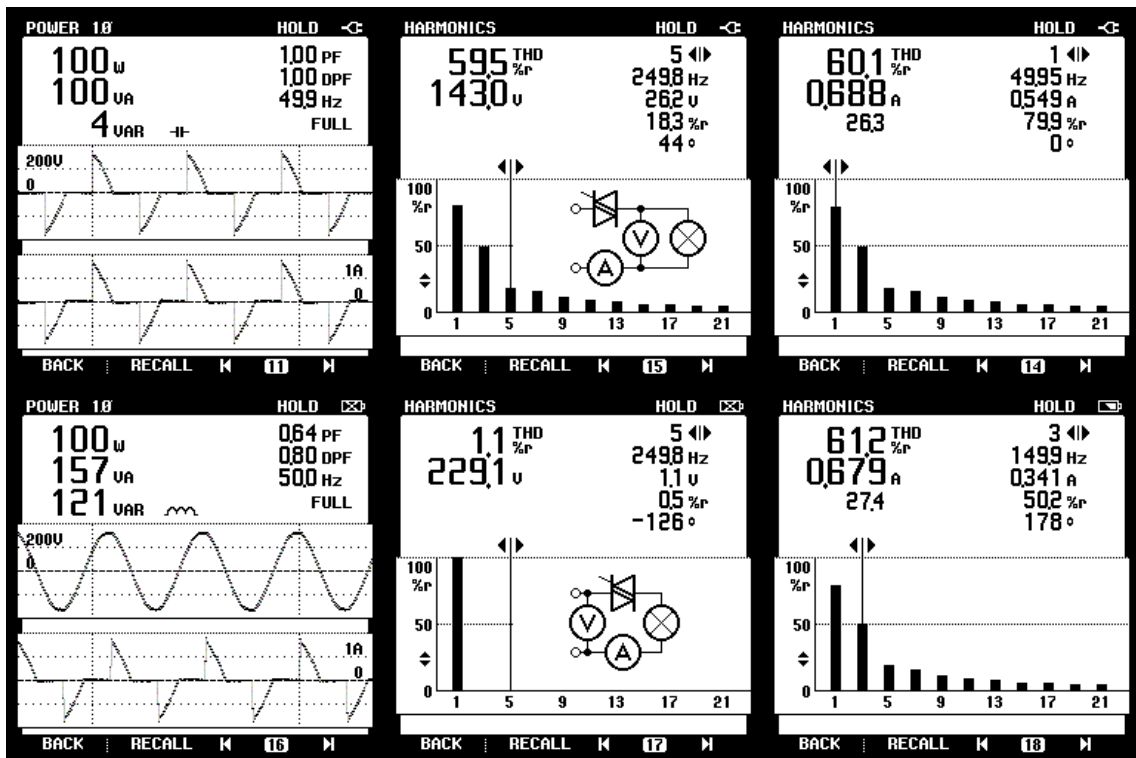 POWER 1.0 HOLD
100 W 1.00 PF
100 VA 1.00 DPF
4 VAR 49.9 Hz
FULL
200V
0
1A
0
BACK RECALL 11
HARMONICS HOLD
59.5 THD %r 5
143.0 V 249.8 Hz
26.2 V
18.3 %r
44 °
100
%r
50
0
V
A
1 5 9 13 17 21
BACK RECALL 15
HARMONICS HOLD
60.1 THD %r 1
0.688 A 49.95 Hz
26.3 0.549 A
79.9 %r
0 °
100
%r
50
0
1 5 9 13 17 21
BACK RECALL 14
POWER 1.0 HOLD
100 W 0.64 PF
157 VA 0.80 DPF
121 VAR 50.0 Hz
FULL
200V
0
1A
0
BACK RECALL 16
HARMONICS HOLD
1.1 THD %r 5
229.1 V 249.8 Hz
1.1 V
0.5 %r
-126 °
100
%r
50
0
V
A
1 5 9 13 17 21
BACK RECALL 17
HARMONICS HOLD
61.2 THD %r 3
0.679 A 149.9 Hz
27.4 0.341 A
50.2 %r
178 °
100
%r
50
0
1 5 9 13 17 21
BACK RECALL 18